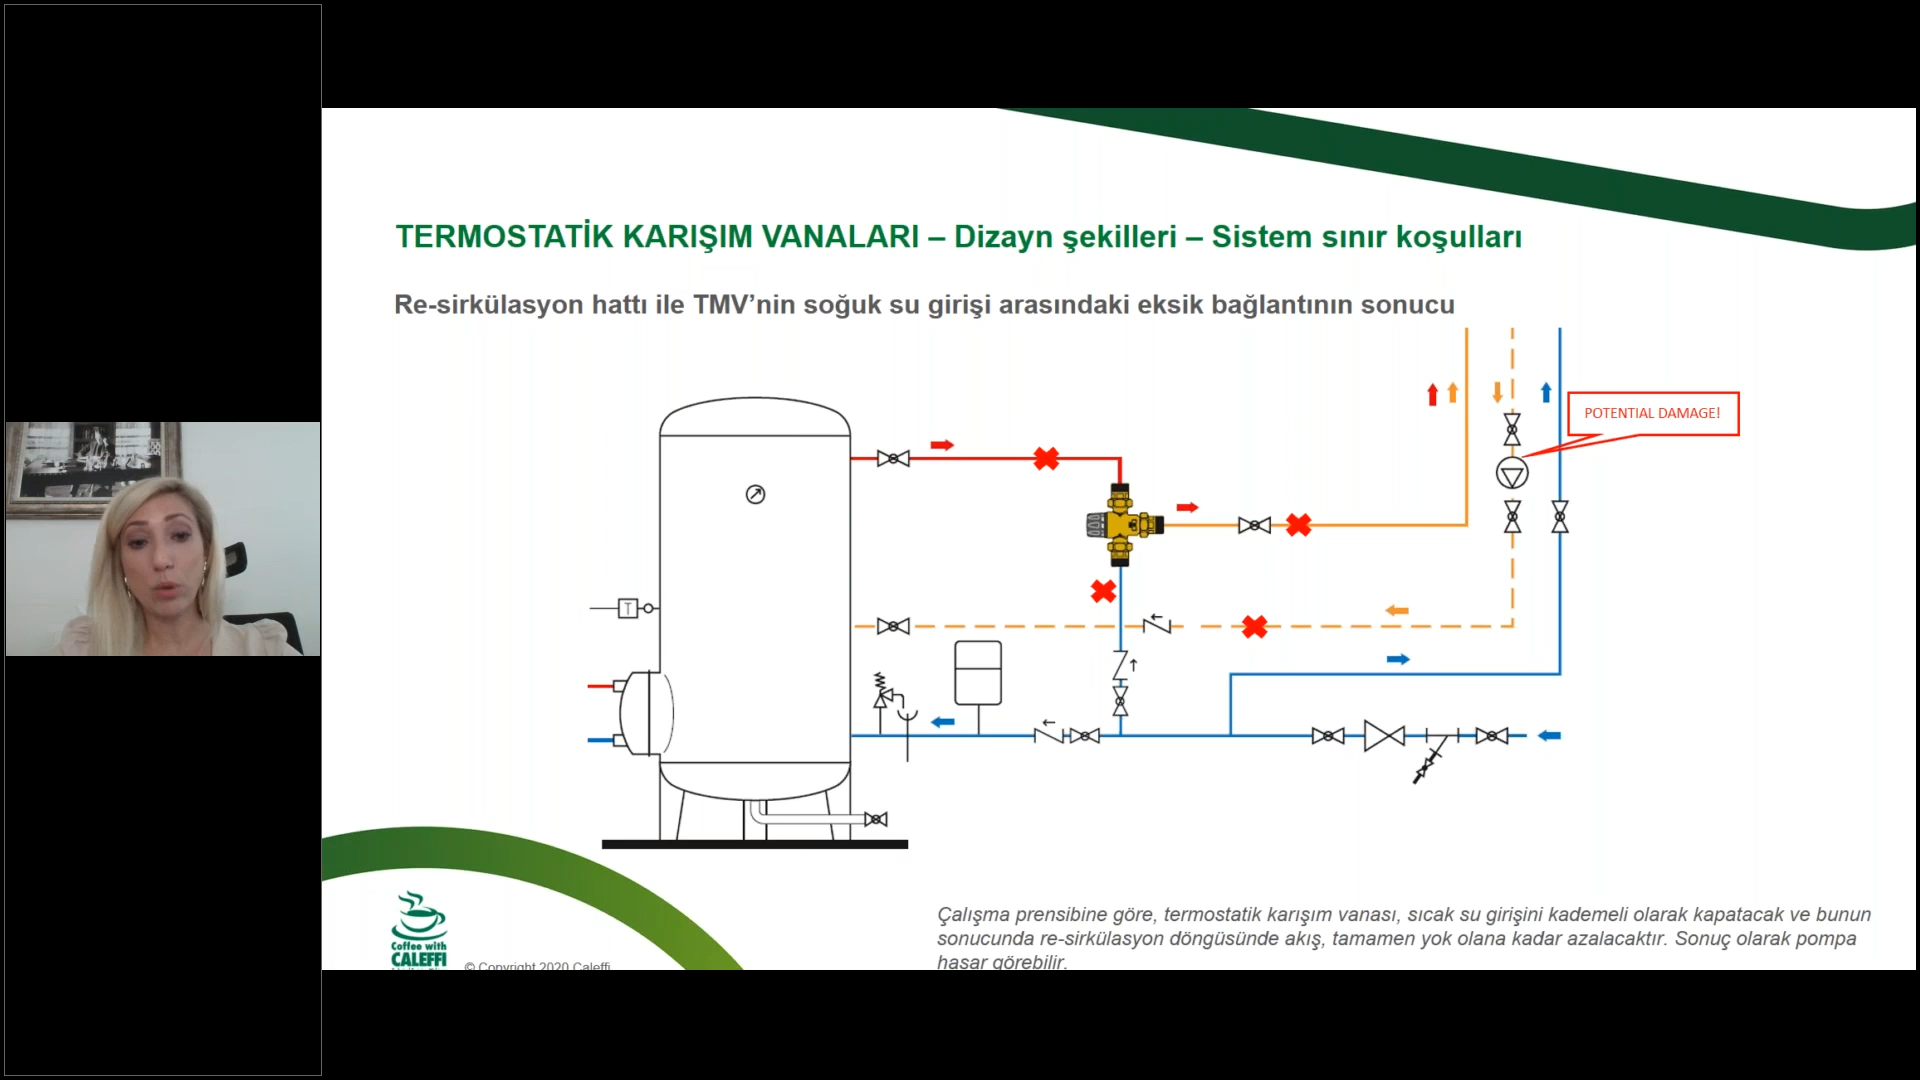 TERMOSTATİK KARIŞIM VANALARI – Dizayn şekilleri – Sistem sınır koşulları
Re-sirkülasyon hattı ile TMV’nin soğuk su girişi arasındaki eksik bağlantının sonucu
POTENTIAL DAMAGE!
T
Çalışma prensibine göre, termostatik karışım vanası, sıcak su girişini kademeli olarak kapatacak ve bunun
sonucunda re-sirkülasyon döngüsünde akış, tamamen yok olana kadar azalacaktır. Sonuç olarak pompa
hasar görebilir.
Coffee with
CALEFFI
© Copyright 2020 Caleffi